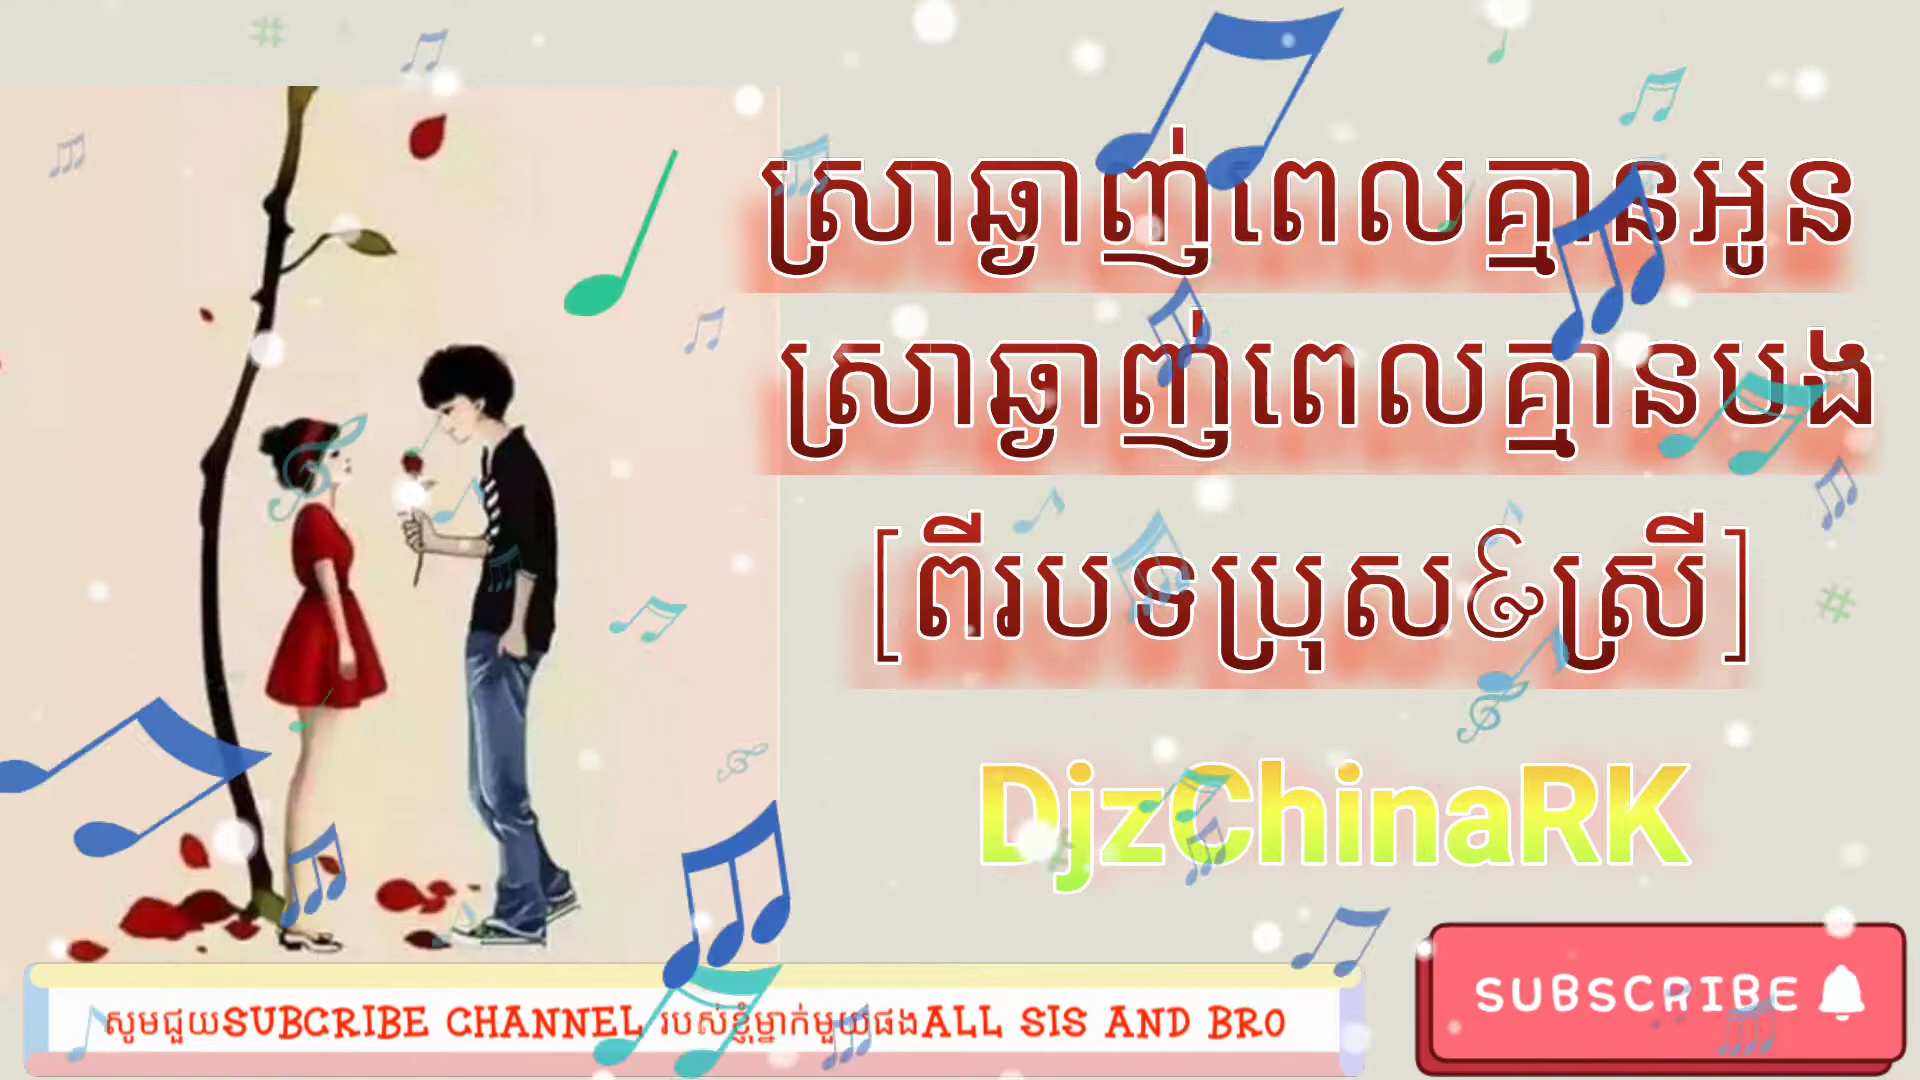 ស្រាឆ្ងាញ់ពេលគ្មានអូន
ស្រាឆ្ងាញ់ពេលគ្មានបង
[ពីរបទប្រុស&ស្រី]
DjzChinaRK
សូមជួយSUBCRIBE CHANNEL របស់ខ្ញុំម្នាក់មួយផងALL SIS AND BRO
SUBSCRIBE